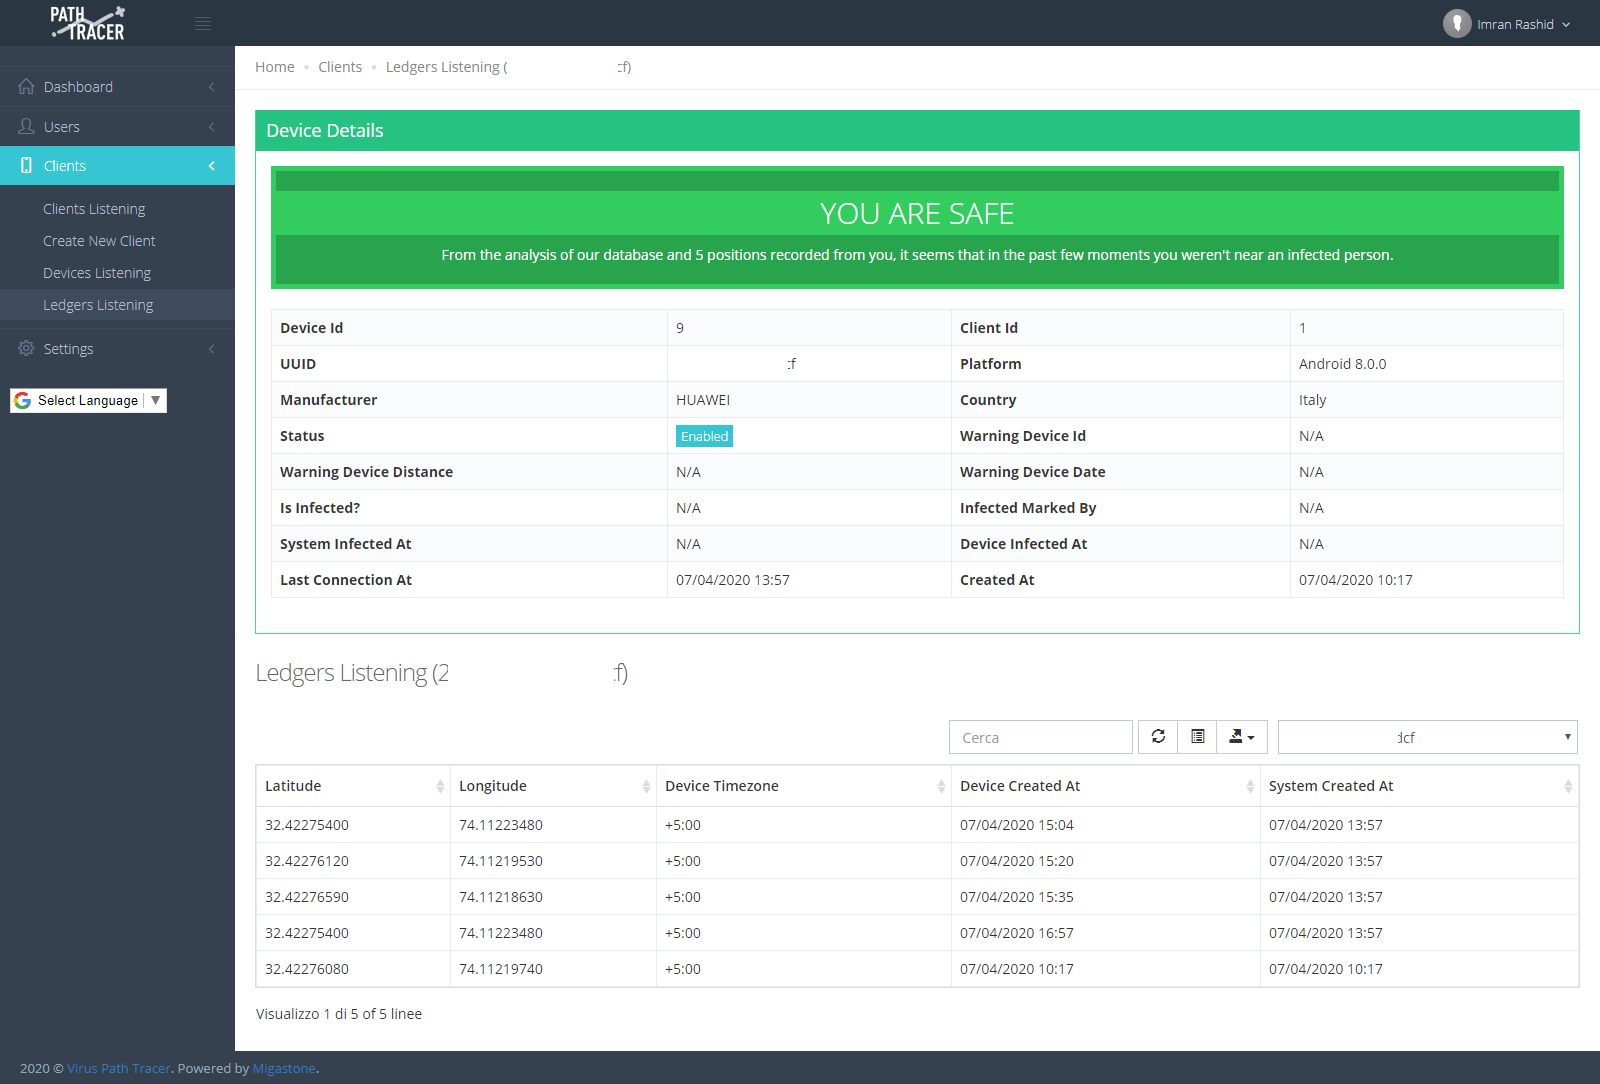 PATH
TRACER
Imran Rashid
Home
Clients
Ledgers Listening (
cf)
Dashboard
Users
Clients
Clients Listening
Create New Client
Devices Listening
Ledgers Listening
Settings
Select Language ▼
Device Details
YOU ARE SAFE
From the analysis of our database and 5 positions recorded from you, it seems that in the past few moments you weren't near an infected person.
Device Id 9 Client Id 1
UUID f Platform Android 8.0.0
Manufacturer HUAWEI Country Italy
Status Enabled Warning Device Id N/A
Warning Device Distance N/A Warning Device Date N/A
Is Infected? N/A Infected Marked By N/A
System Infected At N/A Device Infected At N/A
Last Connection At 07/04/2020 13:57 Created At 07/04/2020 10:17
Ledgers Listening (2 f)
Cerca
dcf
Latitude Longitude Device Timezone Device Created At System Created At
32.42275400 74.11223480 +5:00 07/04/2020 15:04 07/04/2020 13:57
32.42276120 74.11219530 +5:00 07/04/2020 15:20 07/04/2020 13:57
32.42276590 74.11218630 +5:00 07/04/2020 15:35 07/04/2020 13:57
32.42275400 74.11223480 +5:00 07/04/2020 16:57 07/04/2020 13:57
32.42276080 74.11219740 +5:00 07/04/2020 10:17 07/04/2020 10:17
Visualizzo 1 di 5 of 5 linee
2020 © Virus Path Tracer. Powered by Migastone.